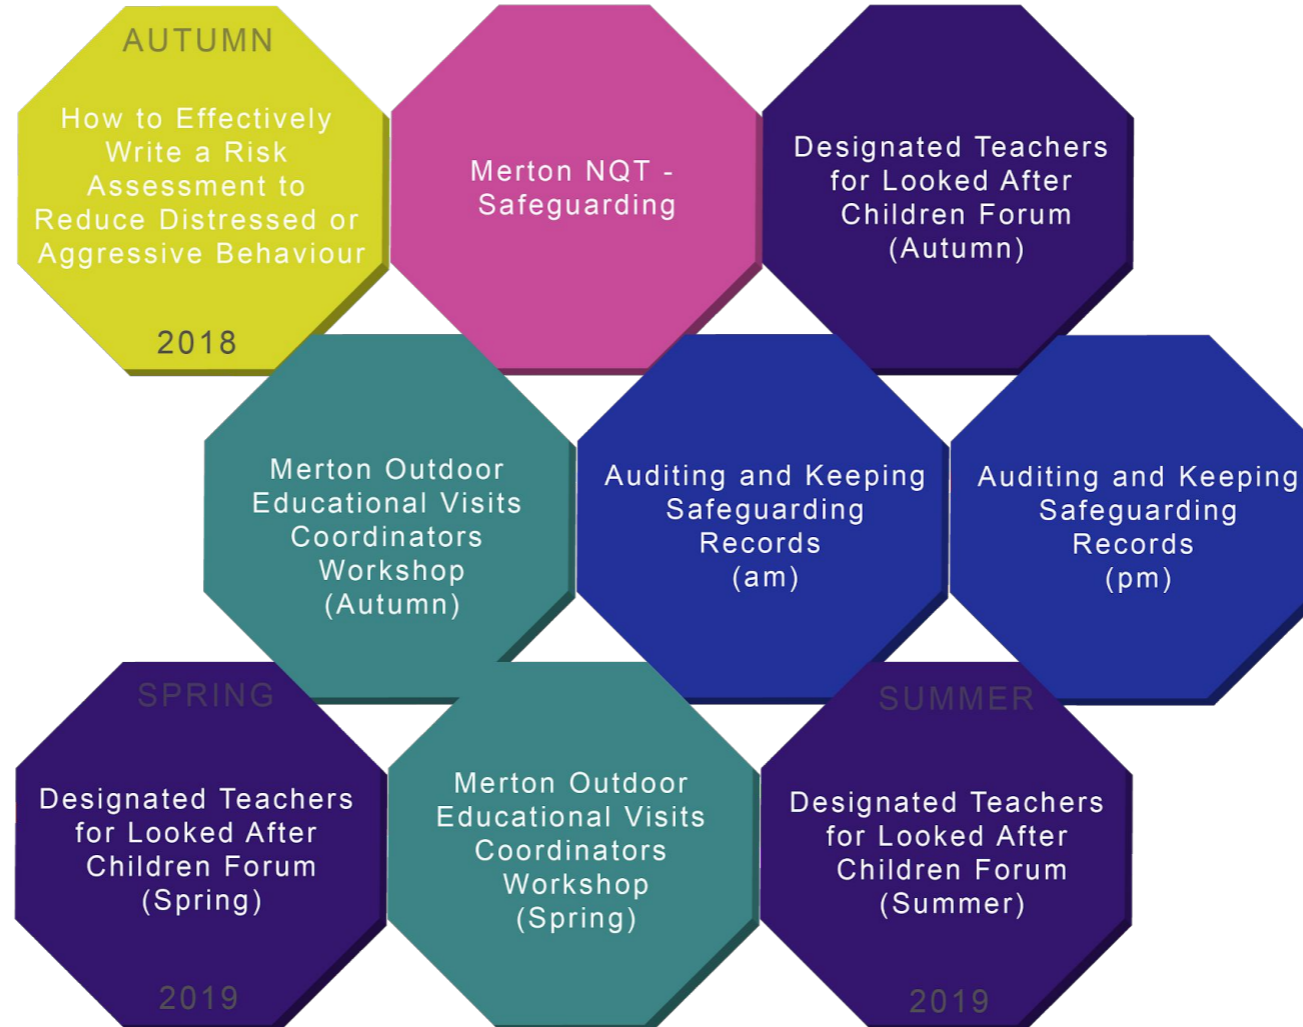 AUTUMN
How to Effectively
Write a Risk
Assessment to
Reduce Distressed or
Aggressive Behaviour
2018
Merton NQT -
Safeguarding
Designated Teachers
for Looked After
Children Forum
(Autumn)
Merton Outdoor
Educational Visits
Coordinators
Workshop
(Autumn)
Auditing and Keeping
Safeguarding
Records
(am)
Auditing and Keeping
Safeguarding
Records
(pm)
SPRING
Designated Teachers
for Looked After
Children Forum
(Spring)
2019
Merton Outdoor
Educational Visits
Coordinators
Workshop
(Spring)
SUMMER
Designated Teachers
for Looked After
Children Forum
(Summer)
2019